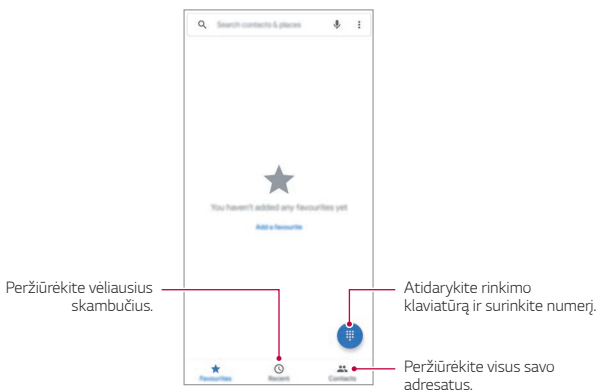 Search contacts & places
You haven't added any favourites yet
Add a favourite
Peržiūrėkite vėliausius
skambučius.
Atidarykite rinkimo
klaviatūrą ir surinkite numerį.
Favourites
Recent
Contacts
Peržiūrėkite visus savo
adresatus.